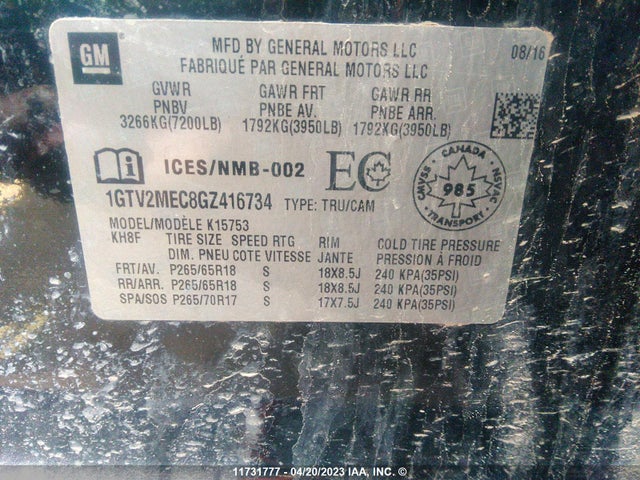 GM
MFD BY GENERAL MOTORS LLC
08/16
FABRIQUÉ PAR GENERAL MOTORS LLC
GVWR GAWR FRT GAWR RR
PNBV PNBE AV. PNBE ARR.
3266KG(7200LB) 1792KG(3950LB) 1792KG(3950LB)
ICES/NMB-002
EC
CANADA
CMVSS NSVAC
985
TRANSPORT
1GTV2MEC8GZ416734 TYPE: TRU/CAM
MODEL/MODÈLE K15753
KH8F TIRE SIZE SPEED RTG RIM COLD TIRE PRESSURE
DIM. PNEU COTE VITESSE JANTE PRESSION À FROID
FRT/AV. P265/65R18 S 18X8.5J 240 KPA(35PSI)
RR/ARR. P265/65R18 S 18X8.5J 240 KPA(35PSI)
SPA/SOS P265/70R17 S 17X7.5J 240 KPA(35PSI)
11731777 - 04/20/2023 IAA, INC. ©